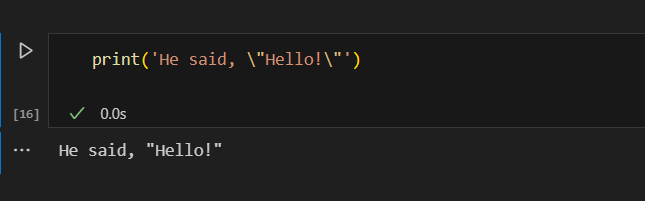 print('He said, \"Hello!\"')
[16]
0.0s
He said, "Hello!"